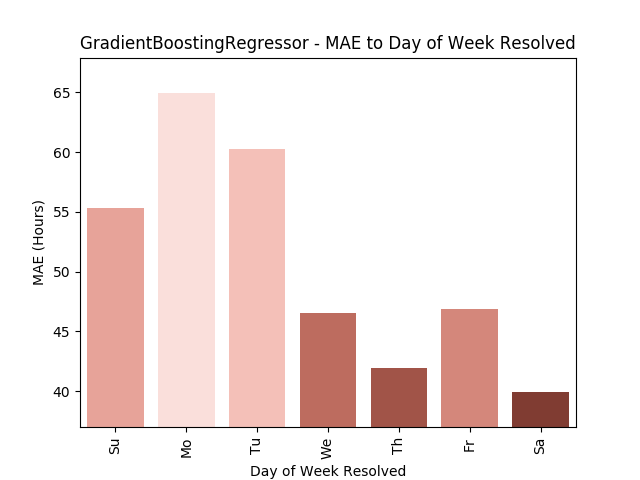 GradientBoostingRegressor - MAE to Day of Week Resolved
MAE (Hours)
65
60
55
50
45
40
Su
Mo
Tu
We
Th
Fr
Sa
Day of Week Resolved